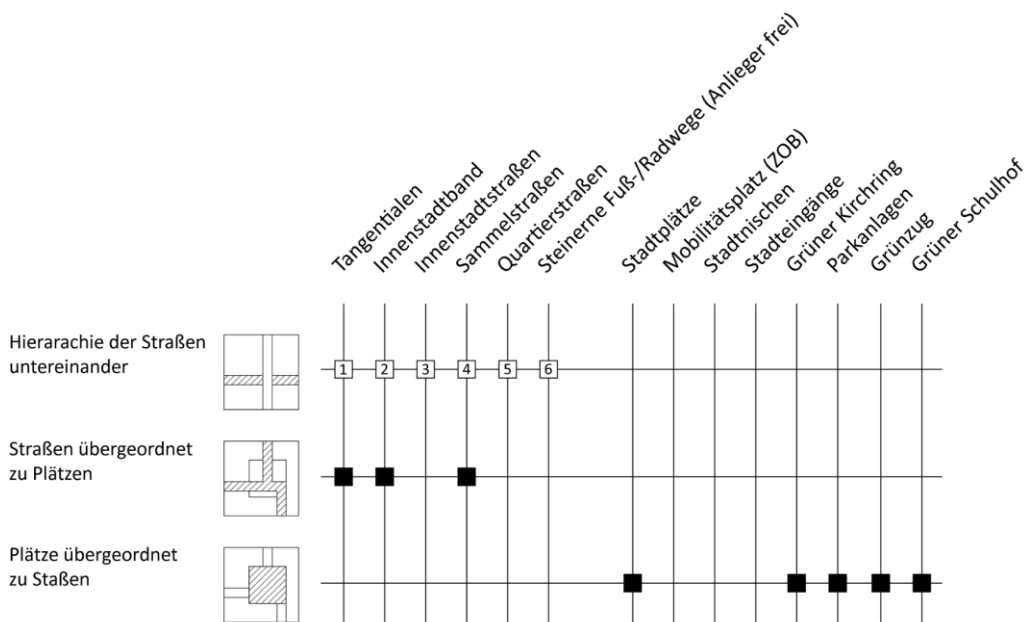 Tangentialen
Innenstadtband
Innenstadtstraßen
Sammelstraßen
Quartierstraßen
Steinerne Fuß-/Radwege (Anlieger frei)
Stadtplätze
Mobilitätsplatz (ZOB)
Stadtnischen
Stadteingänge
Grüner Kirchring
Parkanlagen
Grünzug
Grüner Schulhof
Hierarachie der Straßen
untereinander
1 2 3 4 5 6
Straßen übergeordnet
zu Plätzen
Plätze übergeordnet
zu Staßen